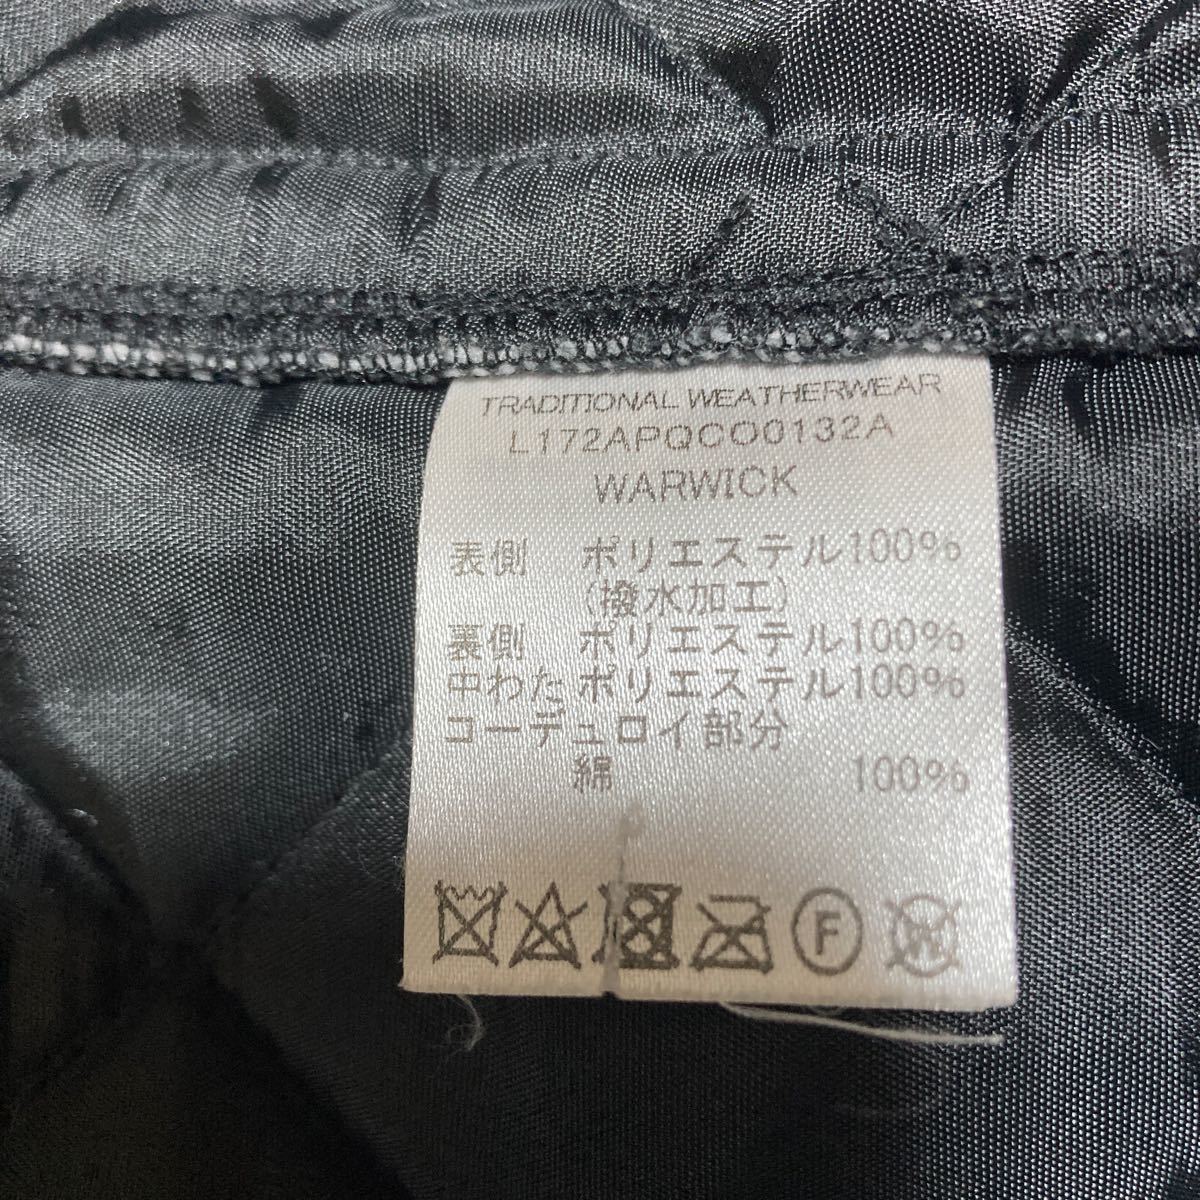 TRADITIONAL WEATHERWEAR
L172APQCO0132A
WARWICK
表側 ポリエステル100%
(撥水加工)
裏側 ポリエステル100%
中わた ポリエステル100%
コーデュロイ部分
綿 100%
F W